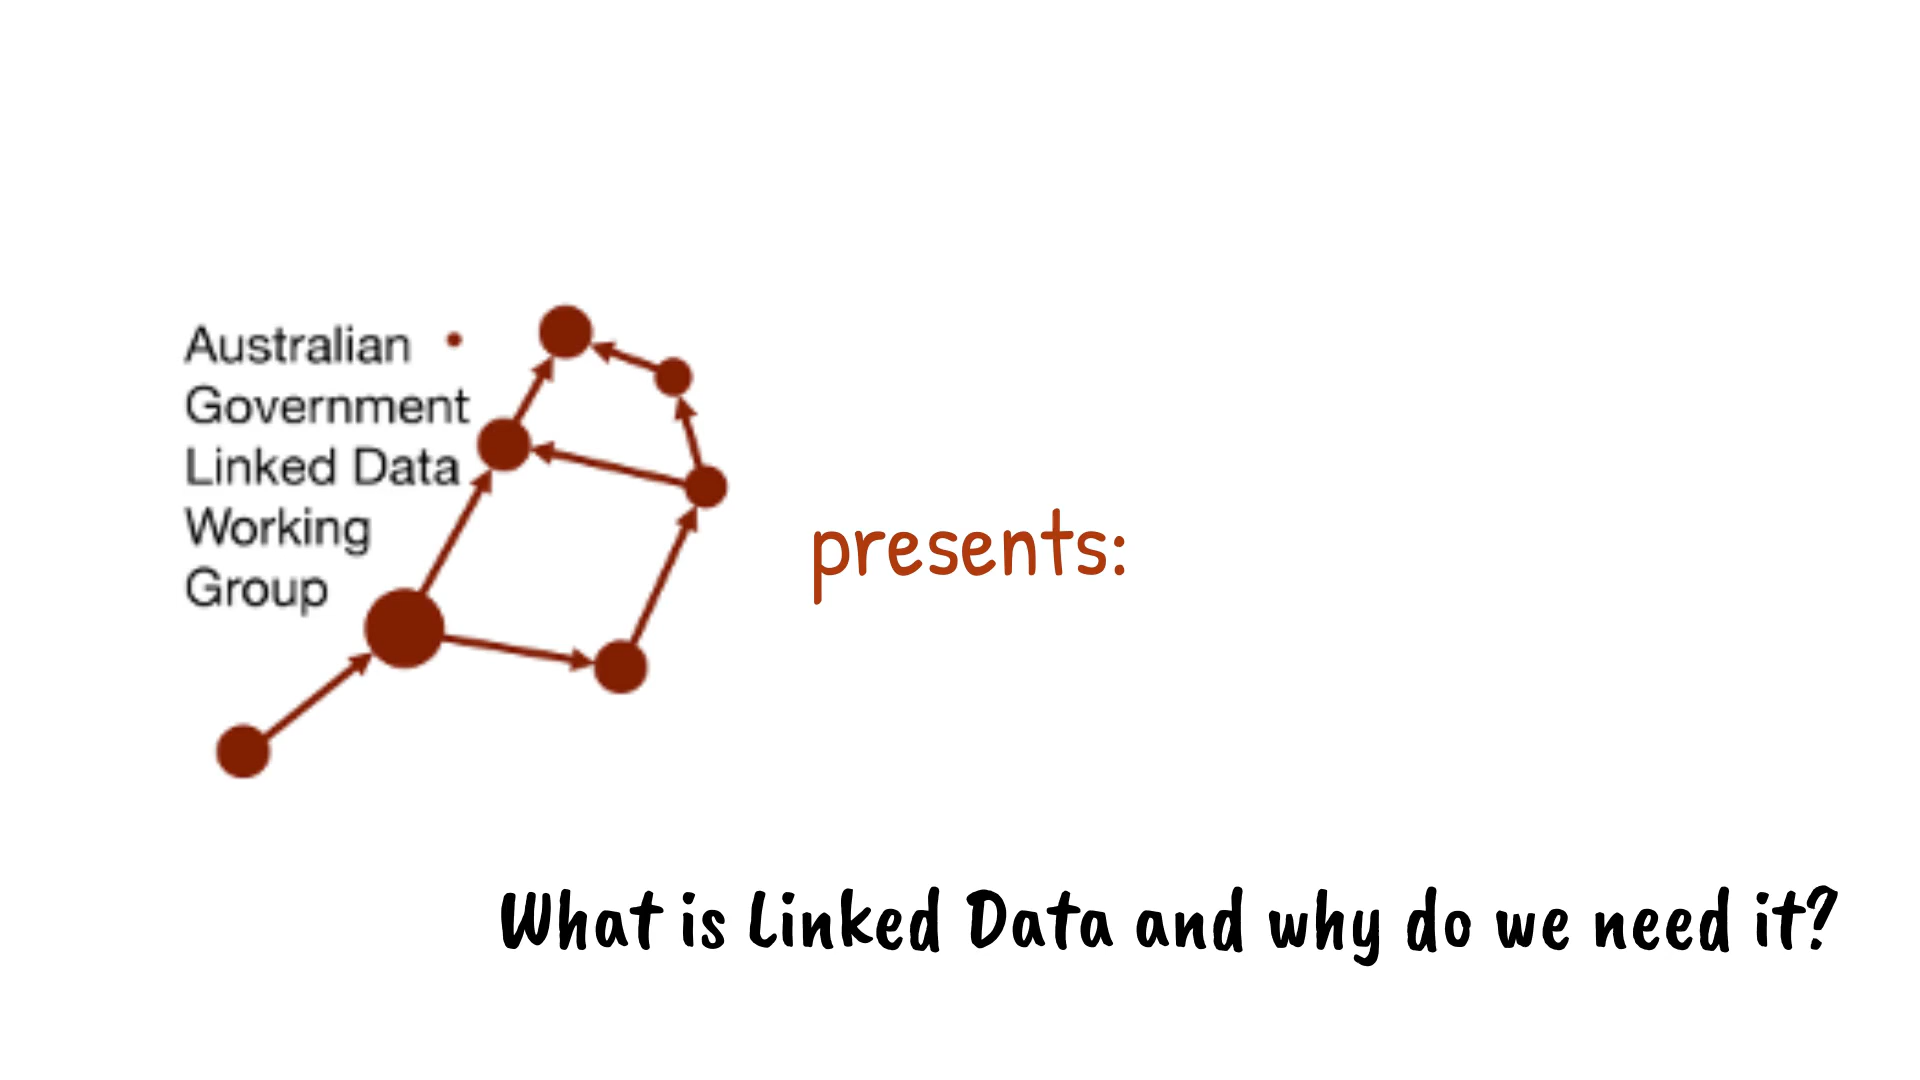 Australian
Government
Linked Data
Working
Group
presents:
What is Linked Data and why do we need it?